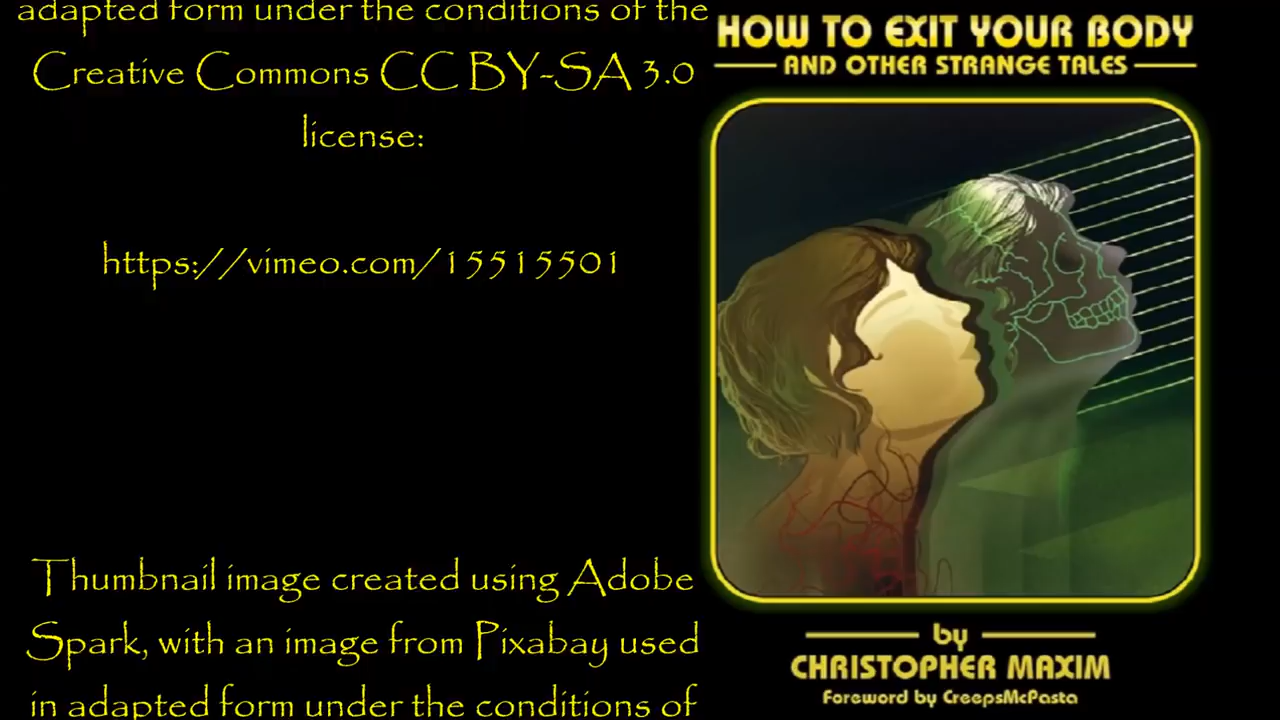 adapted form under the conditions of the
Creative Commons CC BY-SA 3.0
license:
https://vimeo.com/15515501
Thumbnail image created using Adobe
Spark, with an image from Pixabay used
in adapted form under the conditions of
HOW TO EXIT YOUR BODY
AND OTHER STRANGE TALES
by
CHRISTOPHER MAXIM
Foreword by CreepsMcPasta